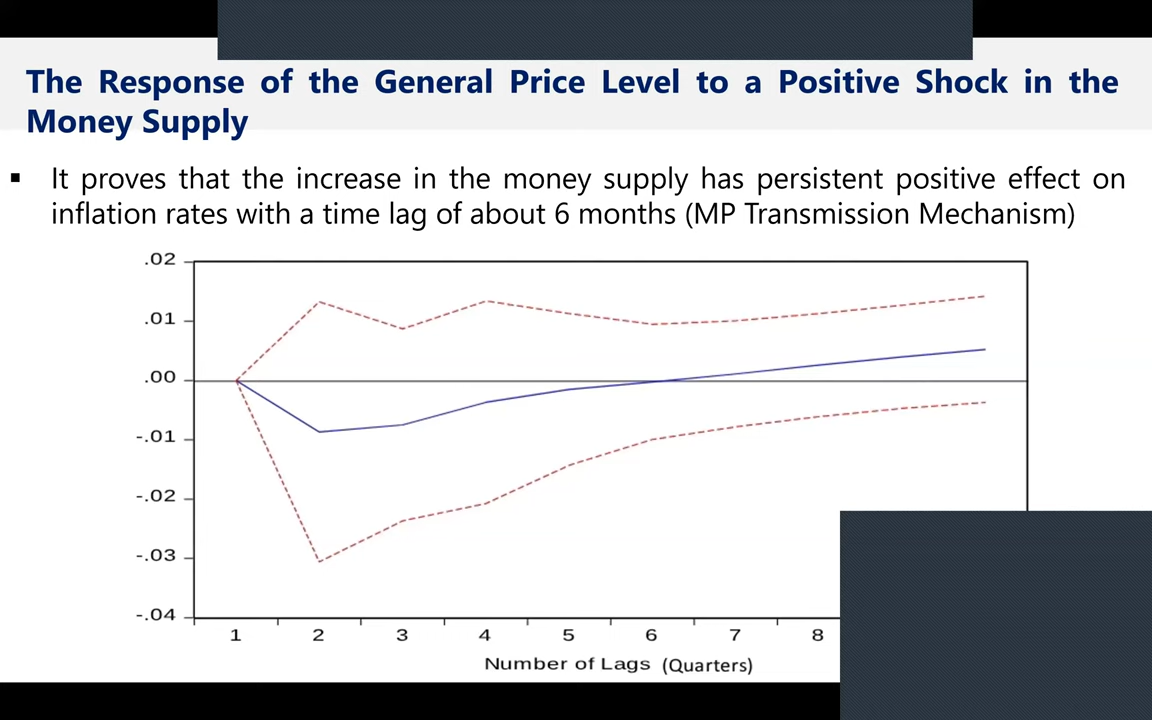 The Response of the General Price Level to a Positive Shock in the
Money Supply
▪ It proves that the increase in the money supply has persistent positive effect on
inflation rates with a time lag of about 6 months (MP Transmission Mechanism)
.02
.01
.00
-.01
-.02
-.03
-.04
1 2 3 4 5 6 7 8
Number of Lags (Quarters)